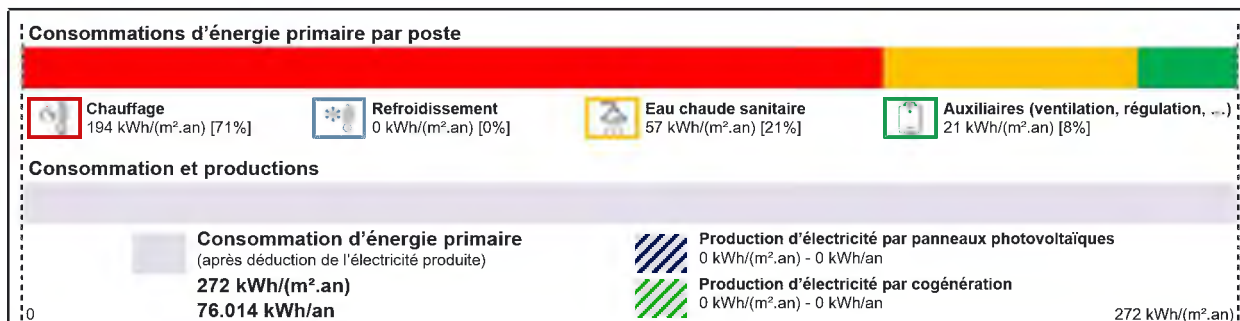 Consommations d'énergie primaire par poste
Chauffage
194 kWh/(m².an) [71%]
Refroidissement
0 kWh/(m².an) [0%]
Eau chaude sanitaire
57 kWh/(m².an) [21%]
Auxiliaires (ventilation, régulation, ...)
21 kWh/(m².an) [8%]
Consommation et productions
Consommation d'énergie primaire
(après déduction de l'électricité produite)
272 kWh/(m².an)
76.014 kWh/an
Production d'électricité par panneaux photovoltaïques
0 kWh/(m².an) - 0 kWh/an
Production d'électricité par cogénération
0 kWh/(m².an) - 0 kWh/an
0
272 kWh/(m².an)